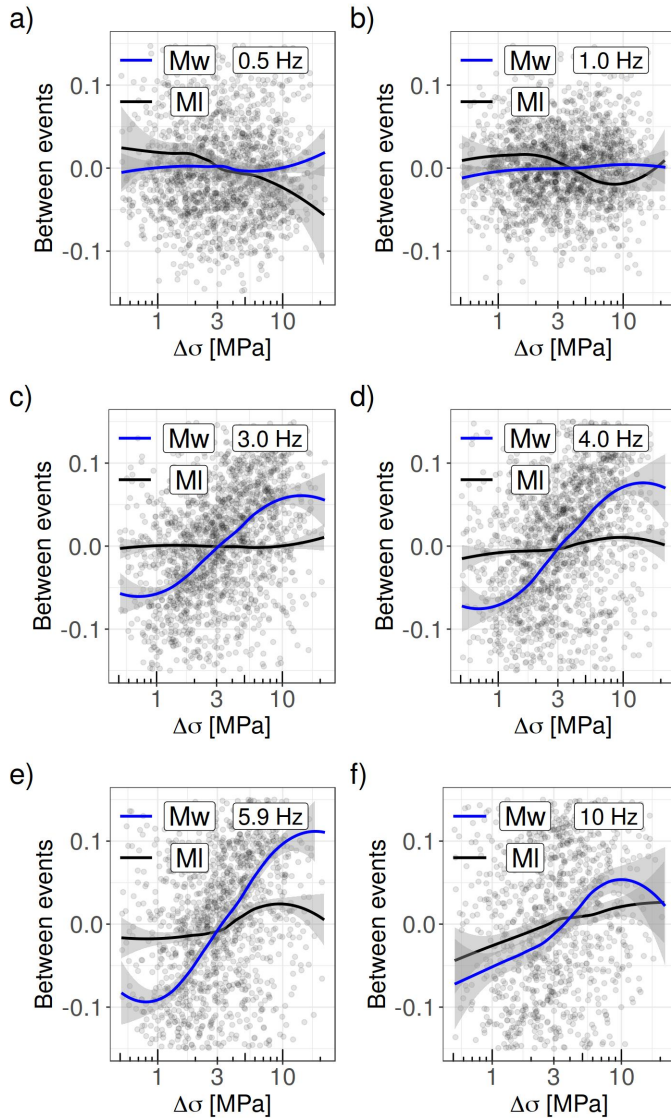 a)
Mw 0.5 Hz
Ml
0.1
0.0
-0.1
Between events
1 3 10
Δσ [MPa]
b)
Mw 1.0 Hz
Ml
0.1
0.0
-0.1
Between events
1 3 10
Δσ [MPa]
c)
Mw 3.0 Hz
Ml
0.1
0.0
-0.1
Between events
1 3 10
Δσ [MPa]
d)
Mw 4.0 Hz
Ml
0.1
0.0
-0.1
Between events
1 3 10
Δσ [MPa]
e)
Mw 5.9 Hz
Ml
0.1
0.0
-0.1
Between events
1 3 10
Δσ [MPa]
f)
Mw 10 Hz
Ml
0.1
0.0
-0.1
Between events
1 3 10
Δσ [MPa]